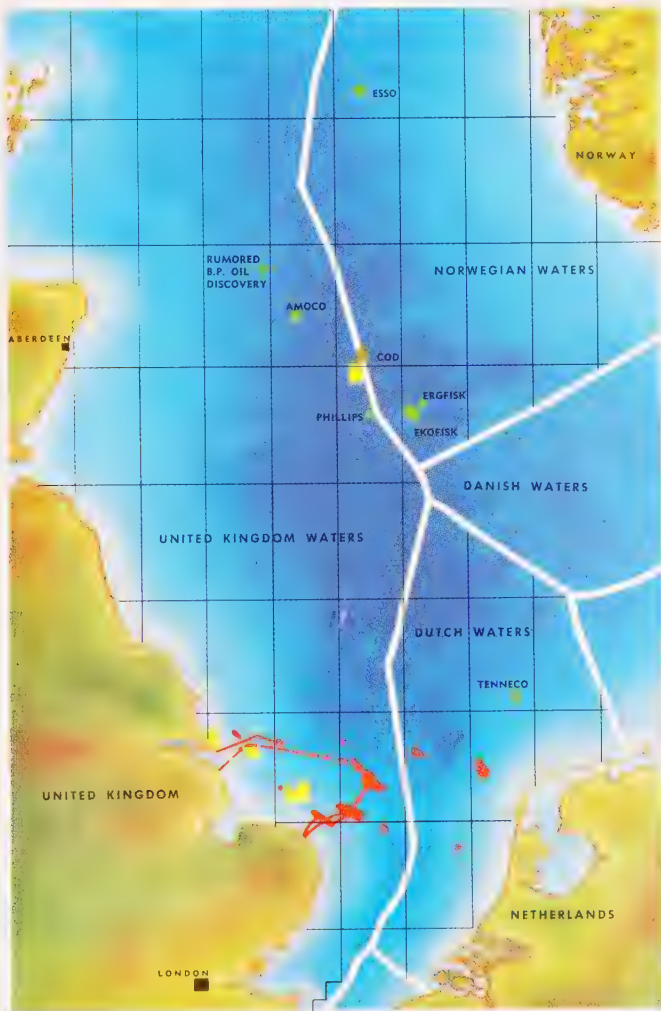 ESSO
NORWAY
RUMORED
B.P. OIL
DISCOVERY
NORWEGIAN WATERS
AMOCO
ABERDEEN
COD
ERGFISK
PHILLIPS
EKOFISK
DANISH WATERS
UNITED KINGDOM WATERS
DUTCH WATERS
TENNECO
UNITED KINGDOM
NETHERLANDS
LONDON